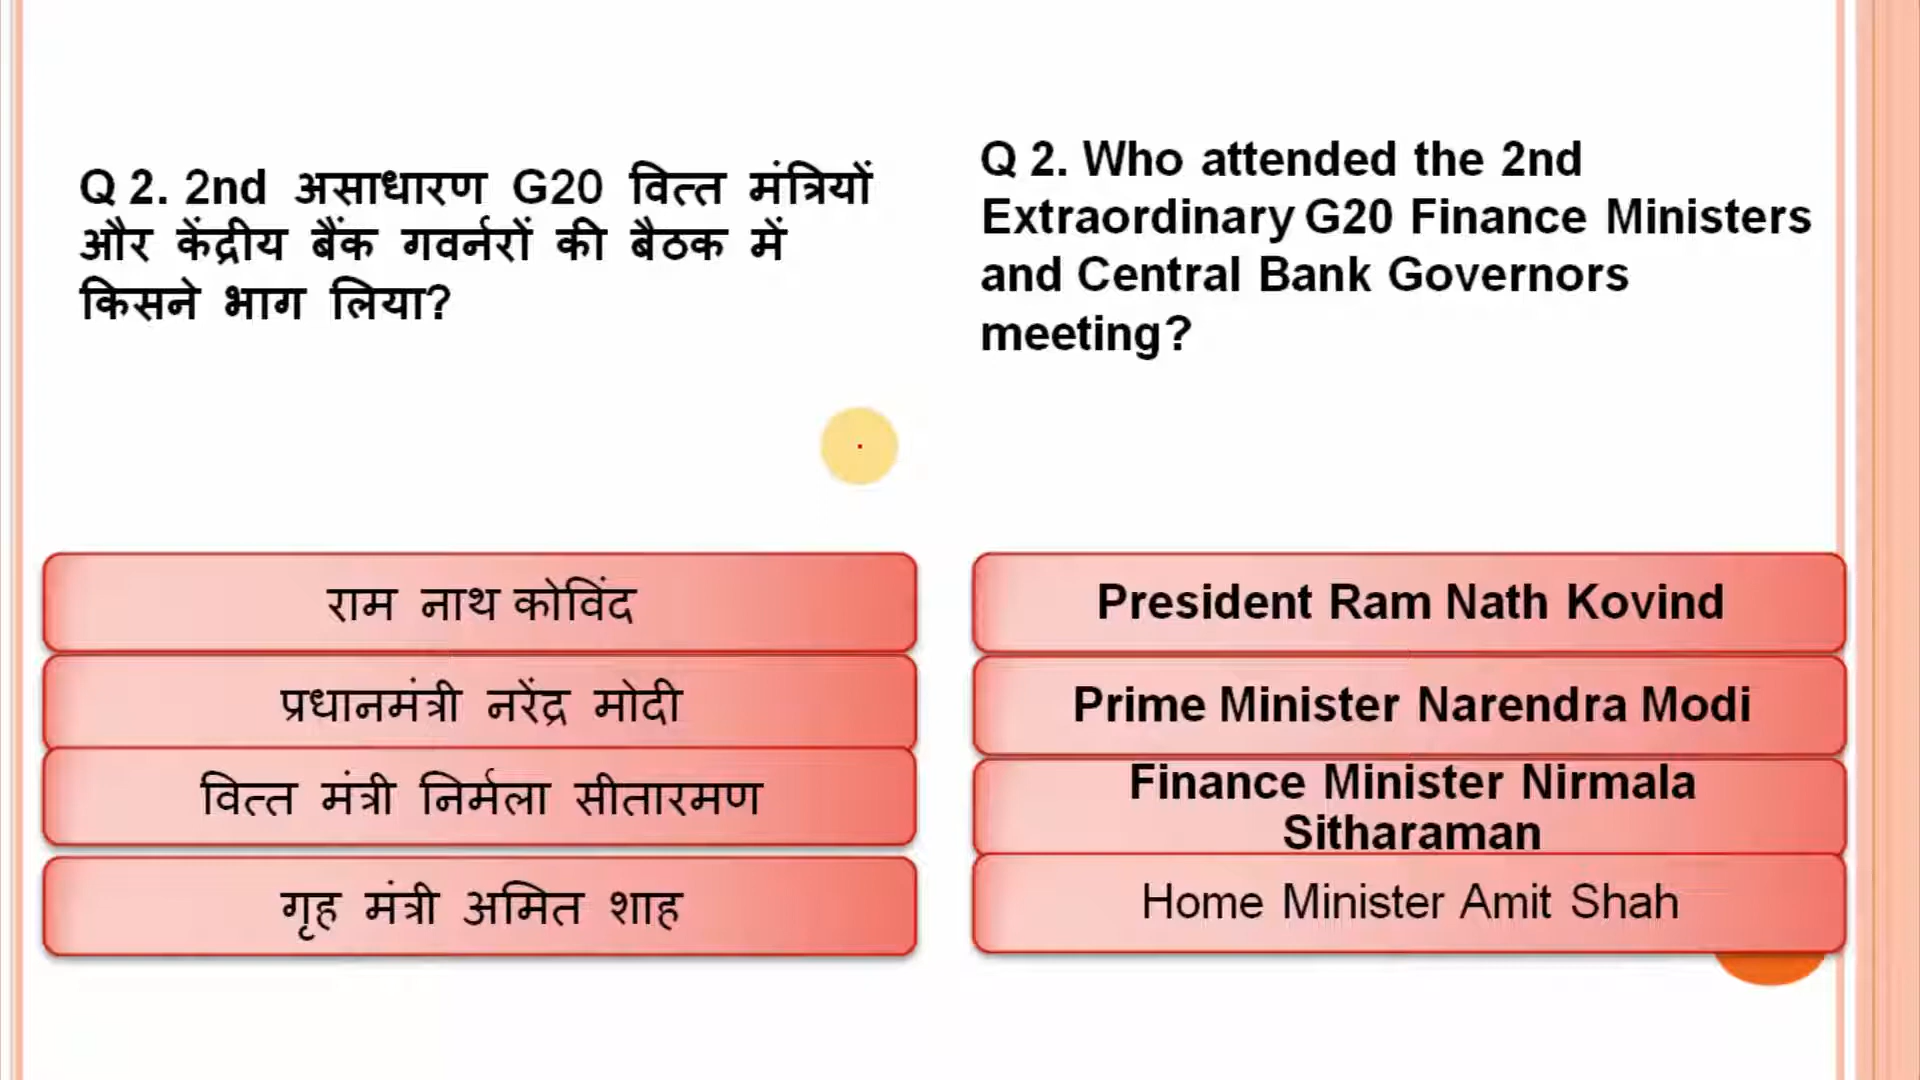 Q 2. 2nd असाधारण G20 वित्त मंत्रियों
और केंद्रीय बैंक गवर्नरों की बैठक में
किसने भाग लिया?
राम नाथ कोविंद
प्रधानमंत्री नरेंद्र मोदी
वित्त मंत्री निर्मला सीतारमण
गृह मंत्री अमित शाह
Q 2. Who attended the 2nd
Extraordinary G20 Finance Ministers
and Central Bank Governors
meeting?
President Ram Nath Kovind
Prime Minister Narendra Modi
Finance Minister Nirmala
Sitharaman
Home Minister Amit Shah